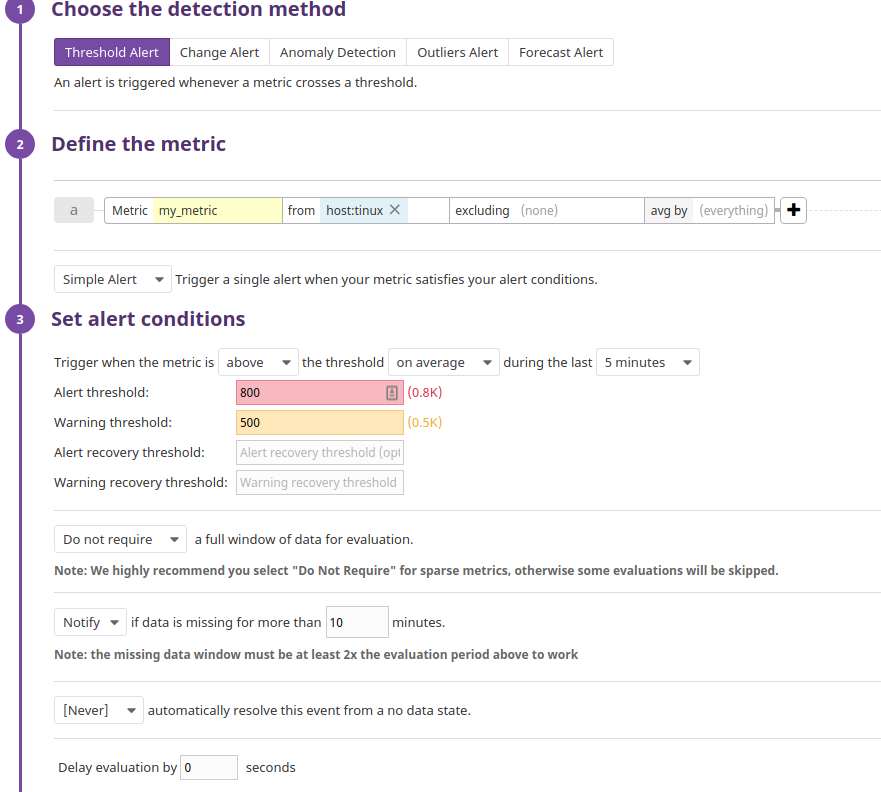 1 Choose the detection method
Threshold Alert Change Alert Anomaly Detection Outliers Alert Forecast Alert
An alert is triggered whenever a metric crosses a threshold.
2 Define the metric
a Metric my_metric from host:tinux excluding (none) avg by (everything)
Simple Alert Trigger a single alert when your metric satisfies your alert conditions.
3 Set alert conditions
Trigger when the metric is above the threshold on average during the last 5 minutes
Alert threshold: 800 (0.8K)
Warning threshold: 500 (0.5K)
Alert recovery threshold: Alert recovery threshold (opt
Warning recovery threshold: Warning recovery threshold
Do not require a full window of data for evaluation.
Note: We highly recommend you select "Do Not Require" for sparse metrics, otherwise some evaluations will be skipped.
Notify if data is missing for more than 10 minutes.
Note: the missing data window must be at least 2x the evaluation period above to work
[Never] automatically resolve this event from a no data state.
Delay evaluation by 0 seconds